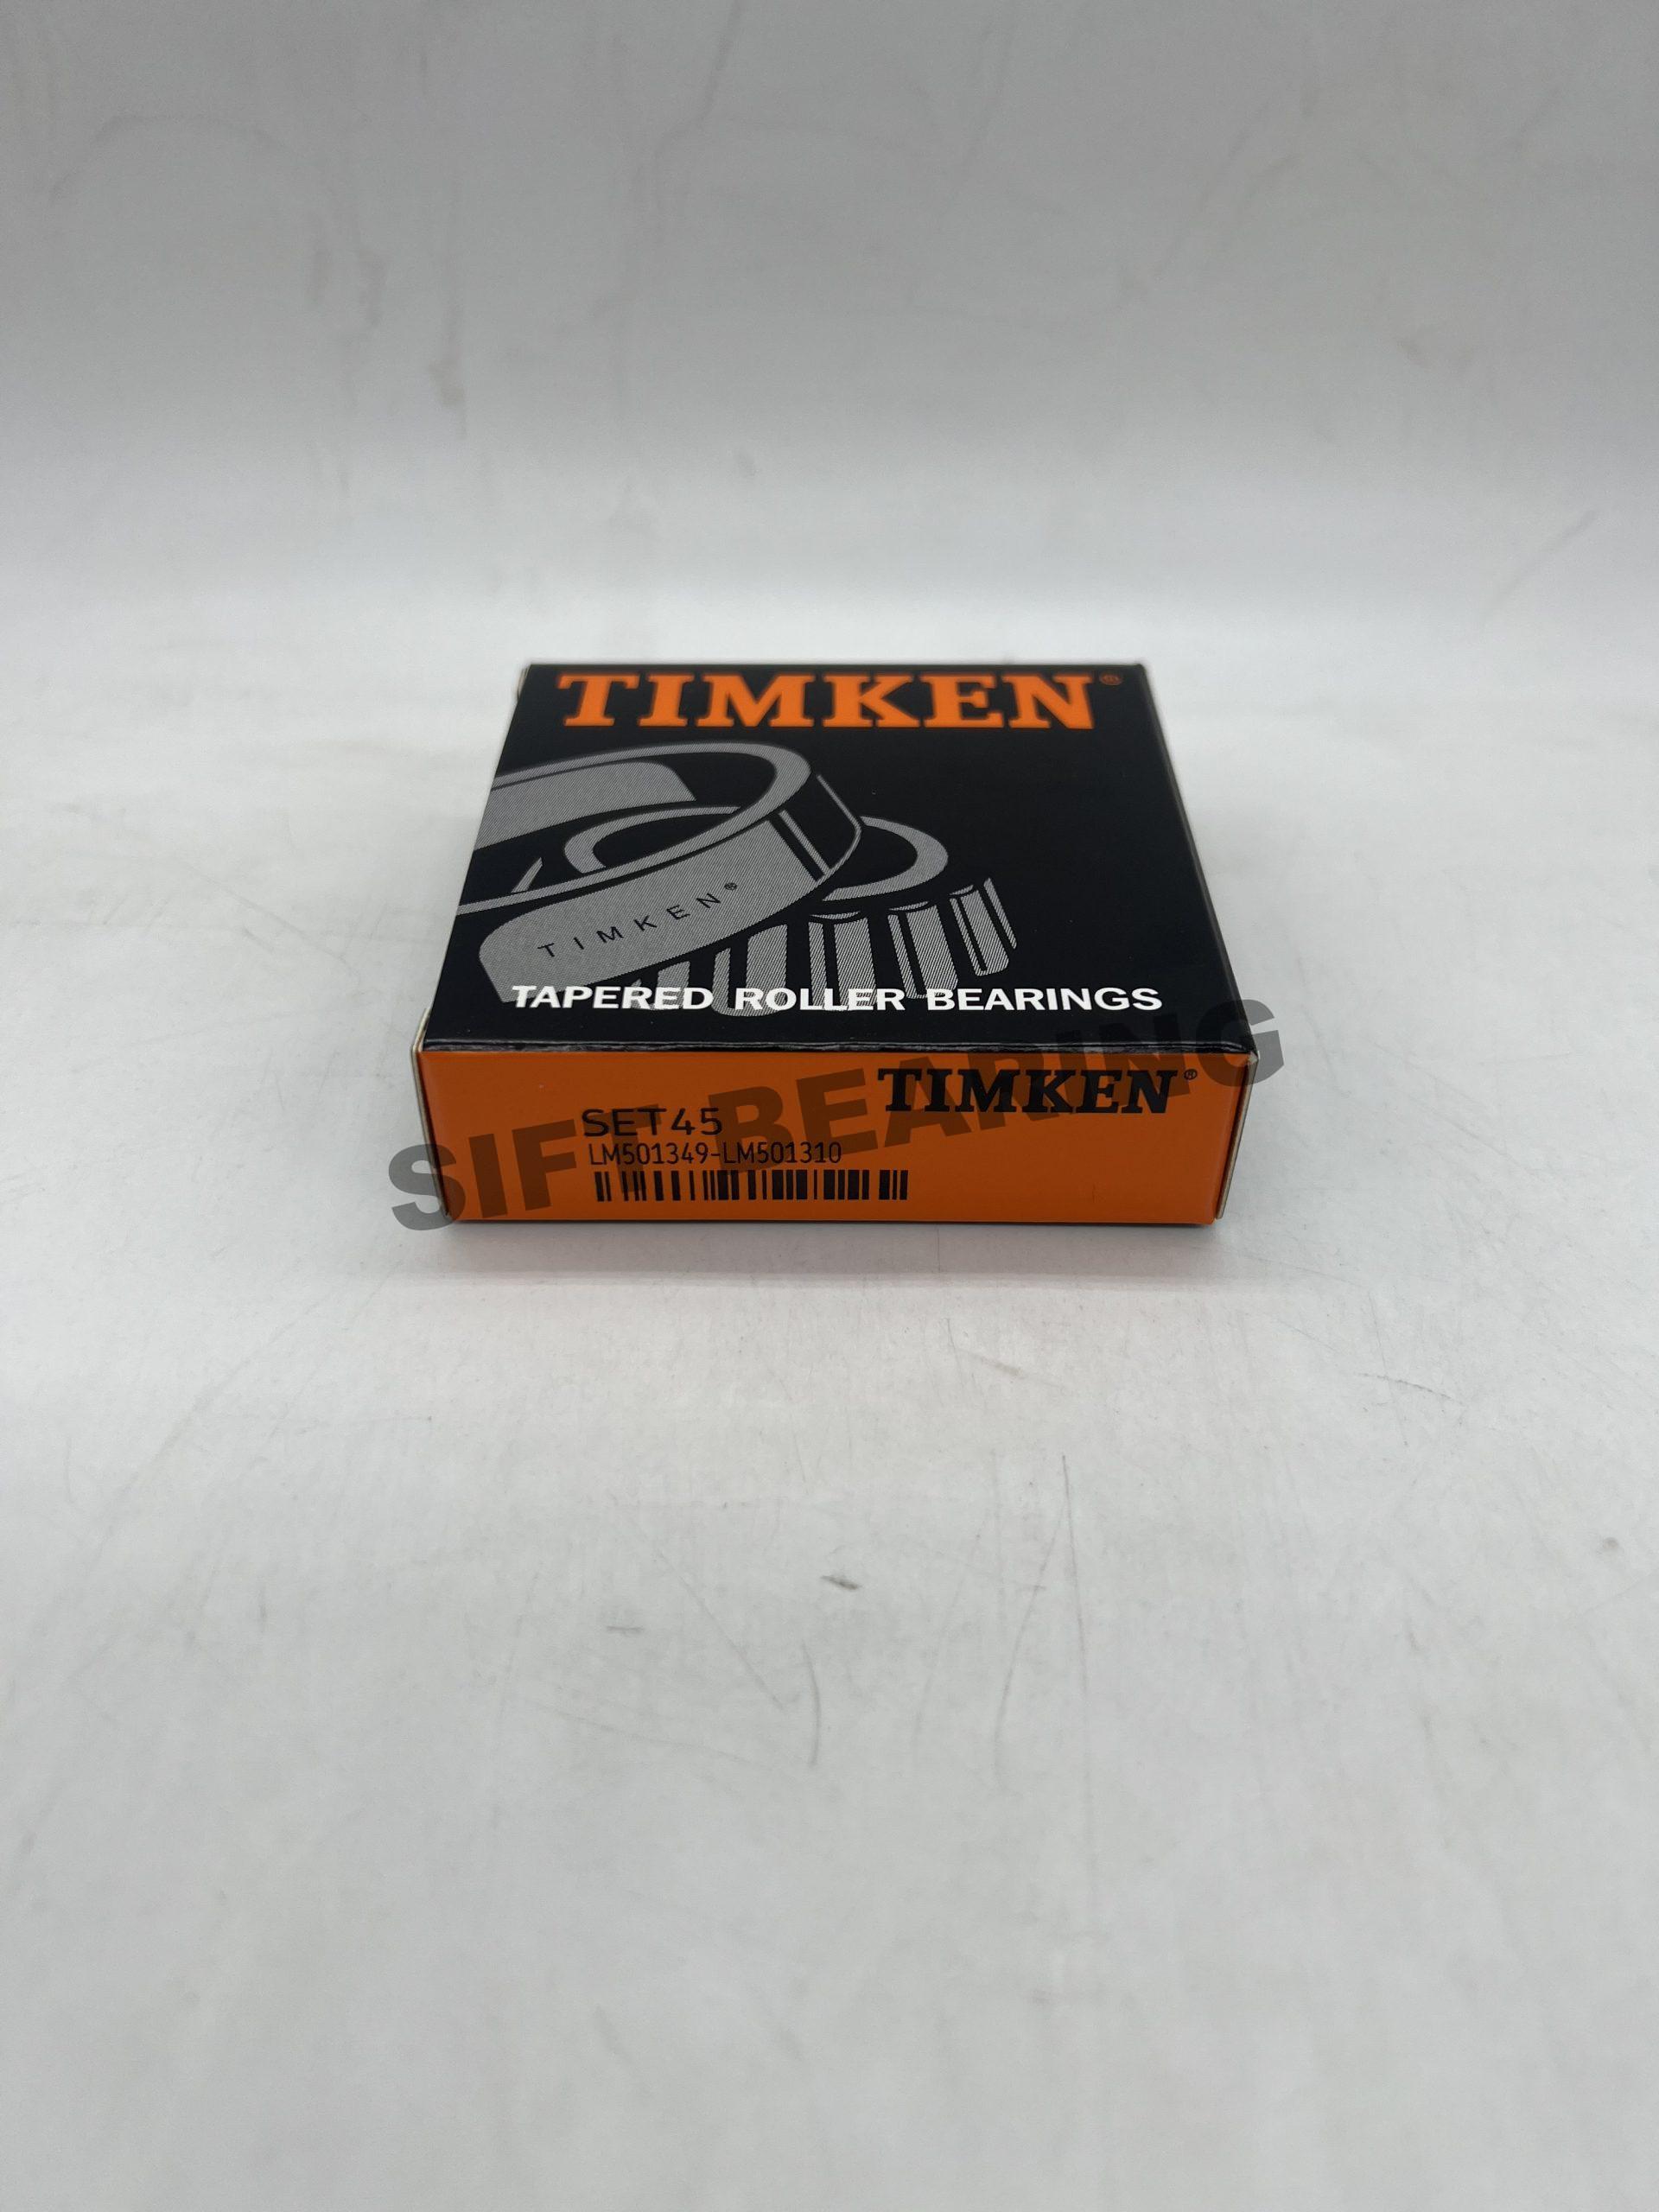 TIMKEN®
TIMKEN®
TAPERED ROLLER BEARINGS
TIMKEN®
SET45
LM501349-LM501310
SIFT BEARING